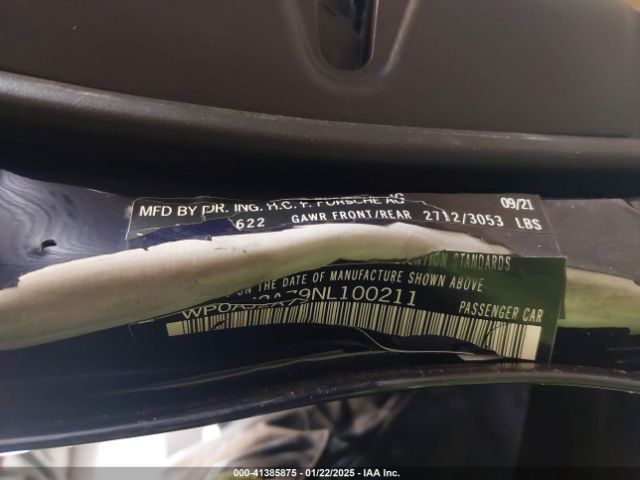 MFD BY DR. ING. H.C. F. PORSCHE AG 09/21
622 GAWR FRONT/REAR 2712/3053 LBS
STANDARDS
ON THE DATE OF MANUFACTURE SHOWN ABOVE
NL100211
PASSENGER CAR
000-41385875 | 01/22/2025 | IAA Inc.